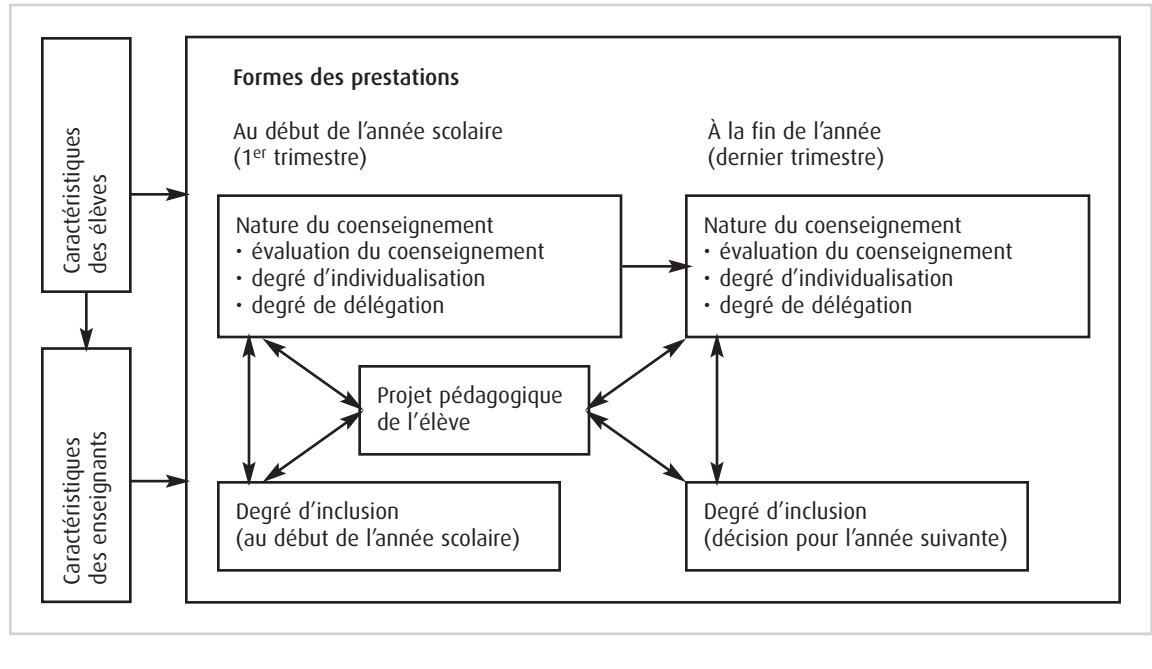 Caractéristiques
des élèves
Caractéristiques
des enseignants
Formes des prestations
Au début de l’année scolaire
(1er trimestre)
À la fin de l’année
(dernier trimestre)
Nature du coenseignement
• évaluation du coenseignement
• degré d’individualisation
• degré de délégation
Nature du coenseignement
• évaluation du coenseignement
• degré d’individualisation
• degré de délégation
Projet pédagogique
de l’élève
Degré d’inclusion
(au début de l’année scolaire)
Degré d’inclusion
(décision pour l’année suivante)